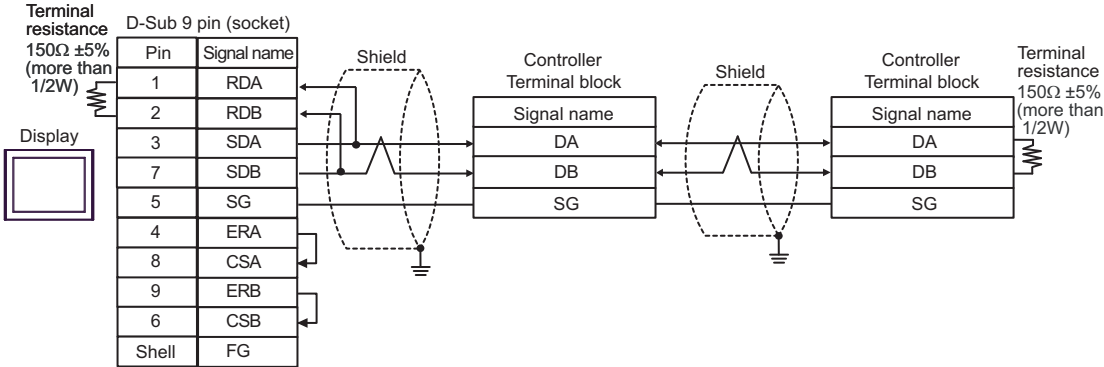 Terminal
resistance
150Ω ±5%
(more than
1/2W)
Display
D-Sub 9 pin (socket)
Pin Signal name
1 RDA
2 RDB
3 SDA
7 SDB
5 SG
4 ERA
8 CSA
9 ERB
6 CSB
Shell FG
Shield
Controller
Terminal block
Signal name
DA
DB
SG
Shield
Controller
Terminal block
Signal name
DA
DB
SG
Terminal
resistance
150Ω ±5%
(more than
1/2W)